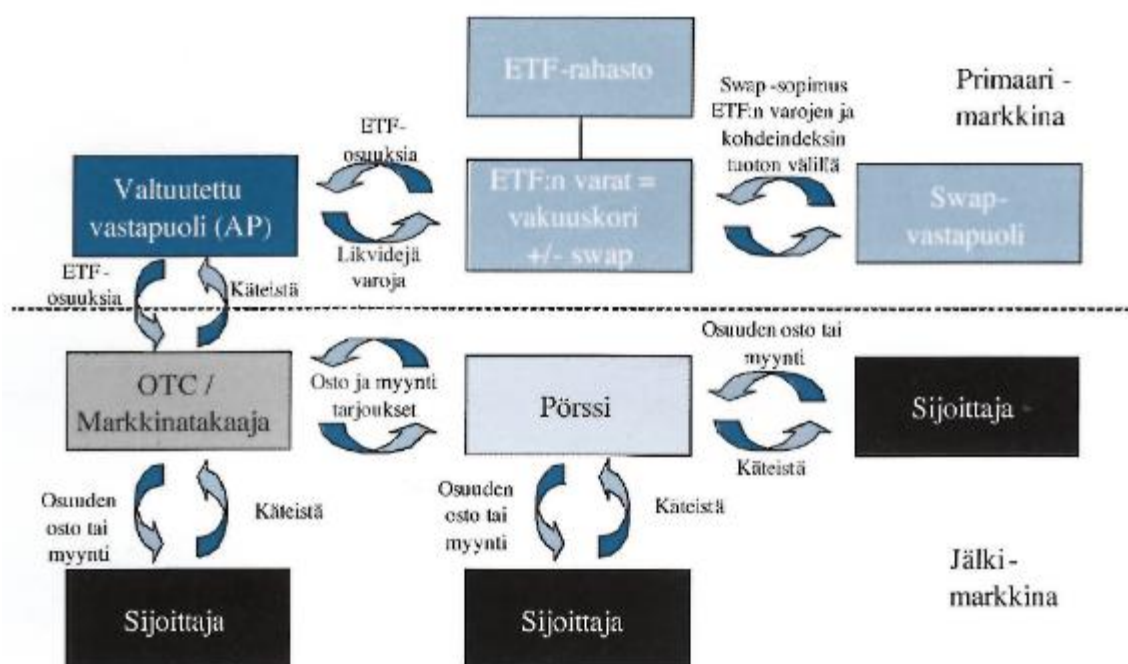 ETF-rahasto
Primaari -
markkina
Swap -sopimus
ETF:n varojen ja
kohdeindeksin
tuoton välillä
ETF-
osuuksia
Valtuutettu
vastapuoli (AP)
ETF:n varat =
vakuuskori
+/- swap
Swap-
vastapuoli
Likvidejä
varoja
ETF-
osuuksia
Käteistä
OTC /
Markkinatakaaja
Osto ja myynti
tarjoukset
Pörssi
Osuuden osto tai
myynti
Käteistä
Sijoittaja -
Osuuden
osto tai
myynti
Käteistä
Osuuden
osto tai
myynti
Käteistä
Jälki -
markkina
Sijoittaja
Sijoittaja